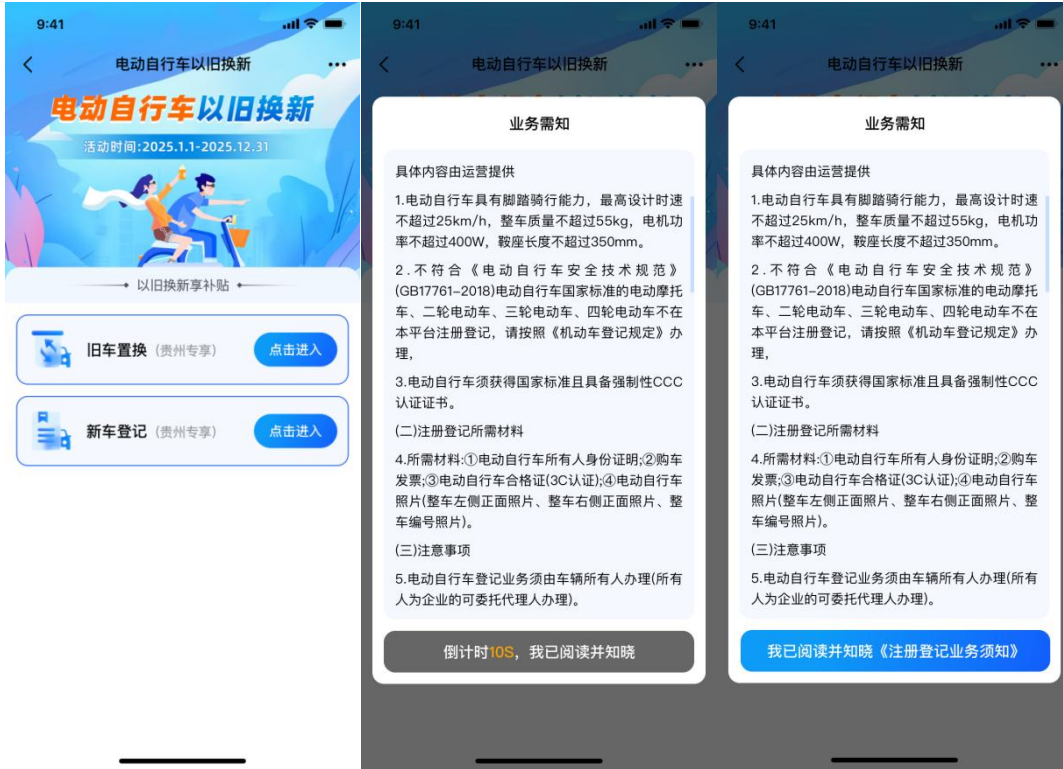 9:41
电动自行车以旧换新
电动自行车以旧换新
活动时间:2025.1.1-2025.12.31
以旧换新享补贴
旧车置换 (贵州专享) 点击进入
新车登记 (贵州专享) 点击进入
9:41
电动自行车以旧换新
业务需知
具体内容由运营提供
1.电动自行车具有脚踏骑行能力，最高设计时速
不超过25km/h，整车质量不超过55kg，电机功
率不超过400W，鞍座长度不超过350mm。
2.不符合《电动自行车安全技术规范》
(GB17761-2018)电动自行车国家标准的电动摩托
车、二轮电动车、三轮电动车、四轮电动车不在
本平台注册登记，请按照《机动车登记规定》办
理，
3.电动自行车须获得国家标准且具备强制性CCC
认证证书。
(二)注册登记所需材料
4.所需材料:①电动自行车所有人身份证明;②购车
发票;③电动自行车合格证(3C认证);④电动自行车
照片(整车左侧正面照片、整车右侧正面照片、整
车编号照片)。
(三)注意事项
5.电动自行车登记业务须由车辆所有人办理(所有
人为企业的可委托代理人办理)。
倒计时10S，我已阅读并知晓
9:41
电动自行车以旧换新
业务需知
具体内容由运营提供
1.电动自行车具有脚踏骑行能力，最高设计时速
不超过25km/h，整车质量不超过55kg，电机功
率不超过400W，鞍座长度不超过350mm。
2.不符合《电动自行车安全技术规范》
(GB17761-2018)电动自行车国家标准的电动摩托
车、二轮电动车、三轮电动车、四轮电动车不在
本平台注册登记，请按照《机动车登记规定》办
理，
3.电动自行车须获得国家标准且具备强制性CCC
认证证书。
(二)注册登记所需材料
4.所需材料:①电动自行车所有人身份证明;②购车
发票;③电动自行车合格证(3C认证);④电动自行车
照片(整车左侧正面照片、整车右侧正面照片、整
车编号照片)。
(三)注意事项
5.电动自行车登记业务须由车辆所有人办理(所有
人为企业的可委托代理人办理)。
我已阅读并知晓《注册登记业务须知》